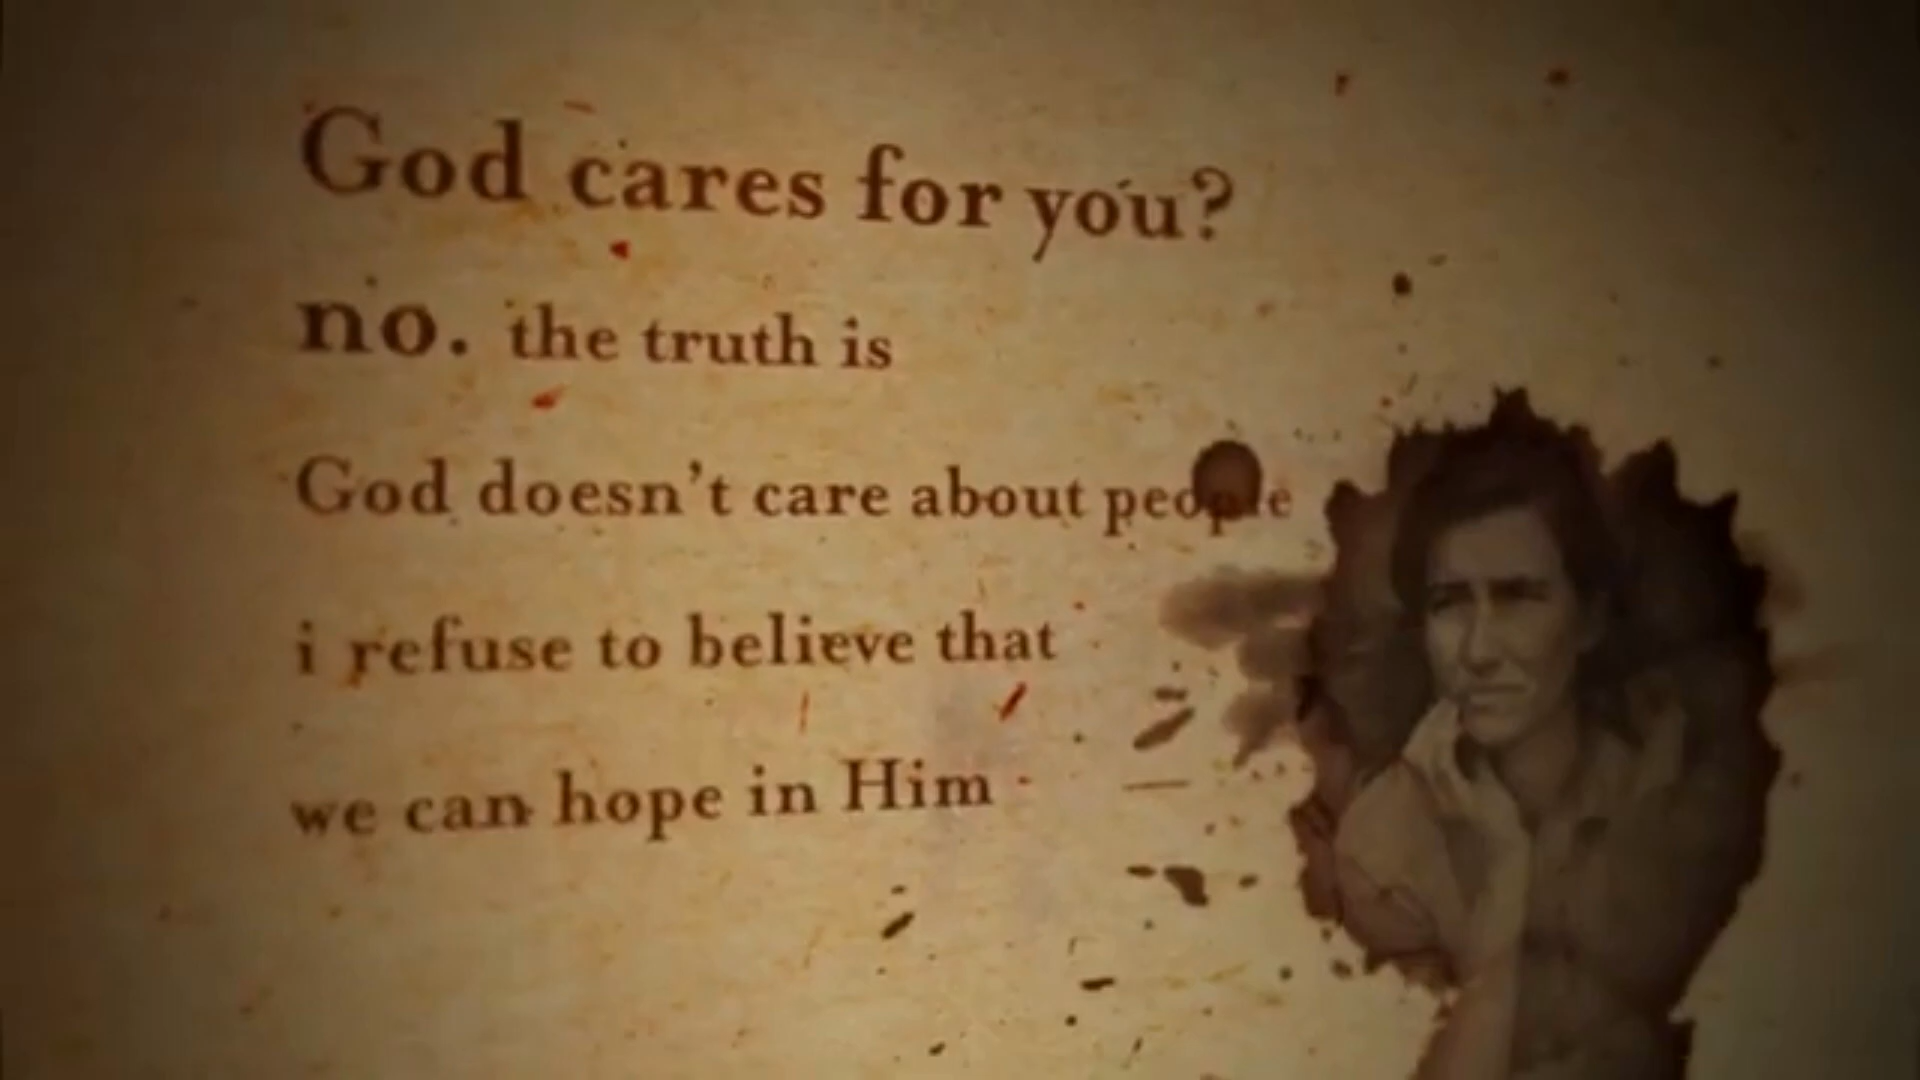 God cares for you?
no. the truth is
God doesn't care about people
i refuse to believe that
we can hope in Him